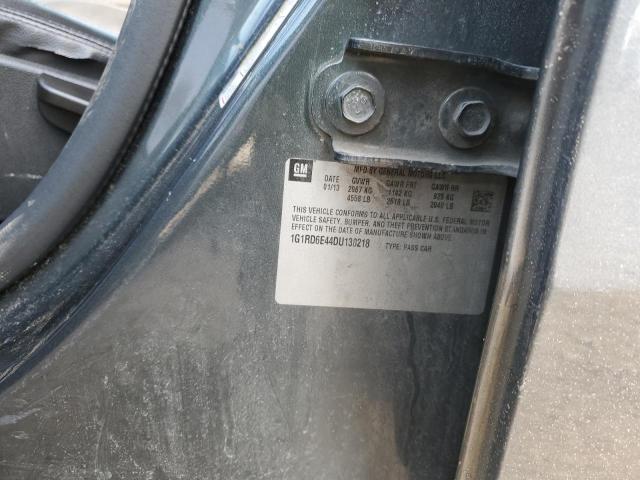 GM
MFD BY GENERAL MOTORS LLC
DATE GVWR GAWR FRT GAWR RR
01/13 2067 KG 1142 KG 925 KG
4558 LB 2518 LB 2040 LB
THIS VEHICLE CONFORMS TO ALL APPLICABLE U.S. FEDERAL MOTOR
VEHICLE SAFETY, BUMPER, AND THEFT PREVENTION STANDARDS IN
EFFECT ON THE DATE OF MANUFACTURE SHOWN ABOVE.
1G1RD6E44DU130218 TYPE: PASS CAR